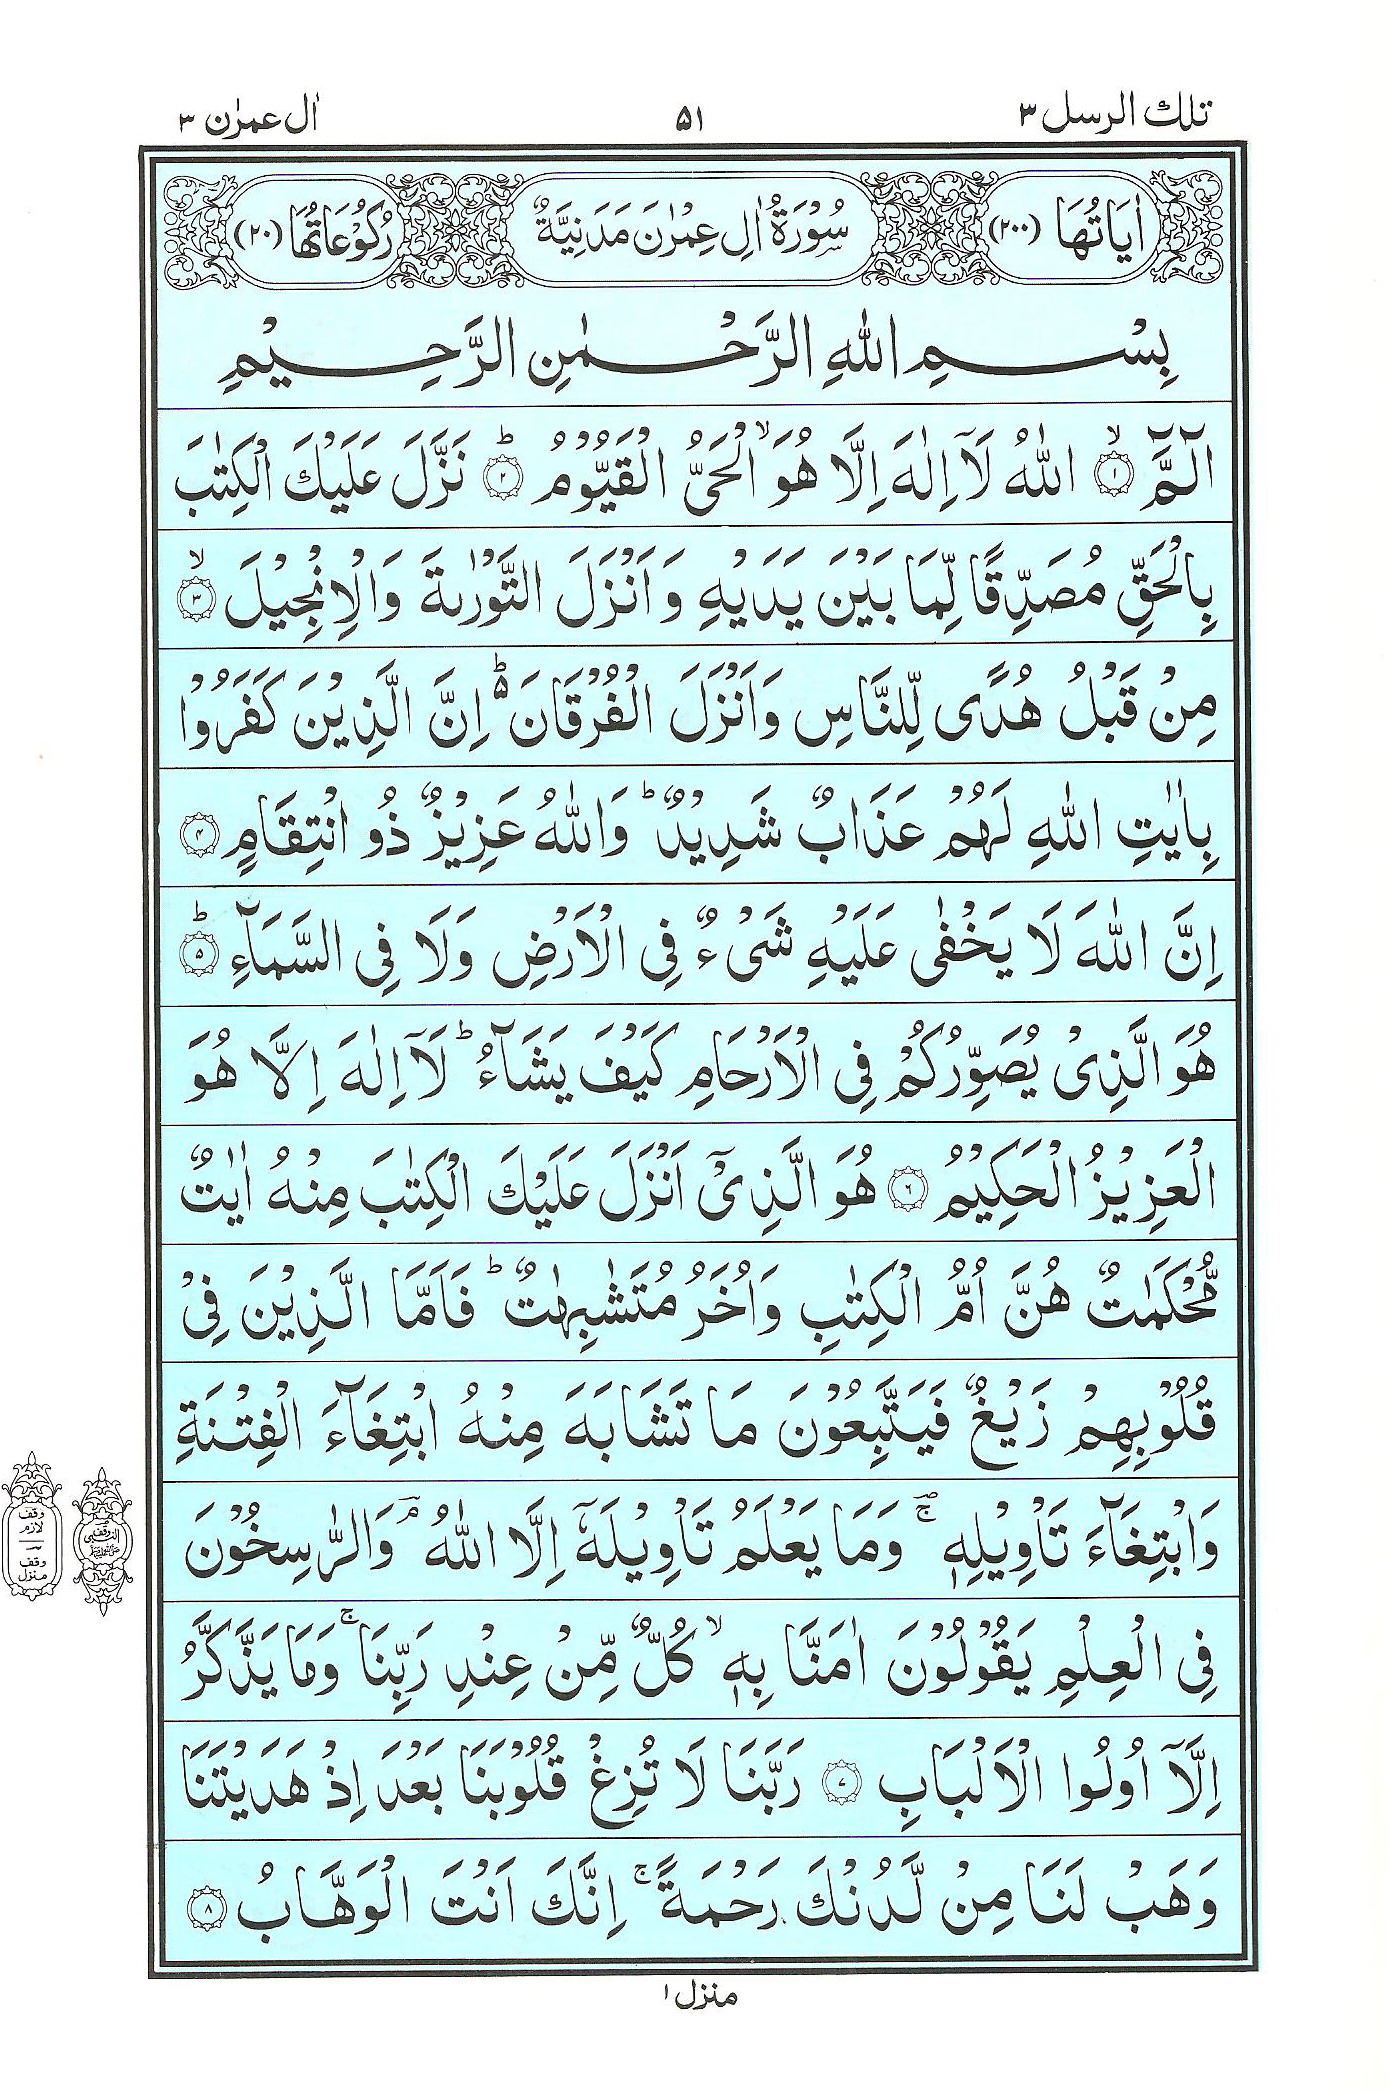 تلك الرسل ٣
٥١
اٰل عمرٰن ٣
اٰيَاتُهَا (٢٠٠)
سُوْرَةُ اٰلِ عِمْرٰنَ مَدَنِيَّةٌ
رُكُوْعَاتُهَا (٢٠)
بِسْمِ اللّٰهِ الرَّحْمٰنِ الرَّحِيْمِ
الٓمَّٓ ۙ﴿١﴾ اللّٰهُ لَاۤ اِلٰهَ اِلَّا هُوَ ۙ الْحَیُّ الْقَيُّوْمُ ؕ﴿٢﴾ نَزَّلَ عَلَيْكَ الْكِتٰبَ
بِالْحَقِّ مُصَدِّقًا لِّمَا بَيْنَ يَدَيْهِ وَاَنْزَلَ التَّوْرٰىةَ وَالْاِنْجِيْلَ ۙ﴿٣﴾
مِنْ قَبْلُ هُدًی لِّلنَّاسِ وَاَنْزَلَ الْفُرْقَانَ ۬ؕ اِنَّ الَّذِيْنَ كَفَرُوْا
بِاٰيٰتِ اللّٰهِ لَهُمْ عَذَابٌ شَدِيْدٌ ؕ وَاللّٰهُ عَزِيْزٌ ذُو انْتِقَامٍ ﴿٤﴾
اِنَّ اللّٰهَ لَا يَخْفٰی عَلَيْهِ شَیْءٌ فِی الْاَرْضِ وَلَا فِی السَّمَآءِ ؕ﴿٥﴾
هُوَ الَّذِیْ يُصَوِّرُكُمْ فِی الْاَرْحَامِ كَيْفَ يَشَآءُ ؕ لَاۤ اِلٰهَ اِلَّا هُوَ
الْعَزِيْزُ الْحَكِيْمُ ﴿٦﴾ هُوَ الَّذِیْۤ اَنْزَلَ عَلَيْكَ الْكِتٰبَ مِنْهُ اٰيٰتٌ
مُّحْكَمٰتٌ هُنَّ اُمُّ الْكِتٰبِ وَاُخَرُ مُتَشٰبِهٰتٌ ؕ فَاَمَّا الَّذِيْنَ فِیْ
قُلُوْبِهِمْ زَيْغٌ فَيَتَّبِعُوْنَ مَا تَشَابَهَ مِنْهُ ابْتِغَآءَ الْفِتْنَةِ
وَابْتِغَآءَ تَاْوِيْلِهٖ ۚؔ وَمَا يَعْلَمُ تَاْوِيْلَهٗۤ اِلَّا اللّٰهُ ؔۘ وَالرّٰسِخُوْنَ
فِی الْعِلْمِ يَقُوْلُوْنَ اٰمَنَّا بِهٖ ۙ كُلٌّ مِّنْ عِنْدِ رَبِّنَا ۚ وَمَا يَذَّكَّرُ
اِلَّاۤ اُولُوا الْاَلْبَابِ ﴿٧﴾ رَبَّنَا لَا تُزِغْ قُلُوْبَنَا بَعْدَ اِذْ هَدَيْتَنَا
وَهَبْ لَنَا مِنْ لَّدُنْكَ رَحْمَةً ۚ اِنَّكَ اَنْتَ الْوَهَّابُ ﴿٨﴾
وقف
لازم
وقف
منزل
منزل ١